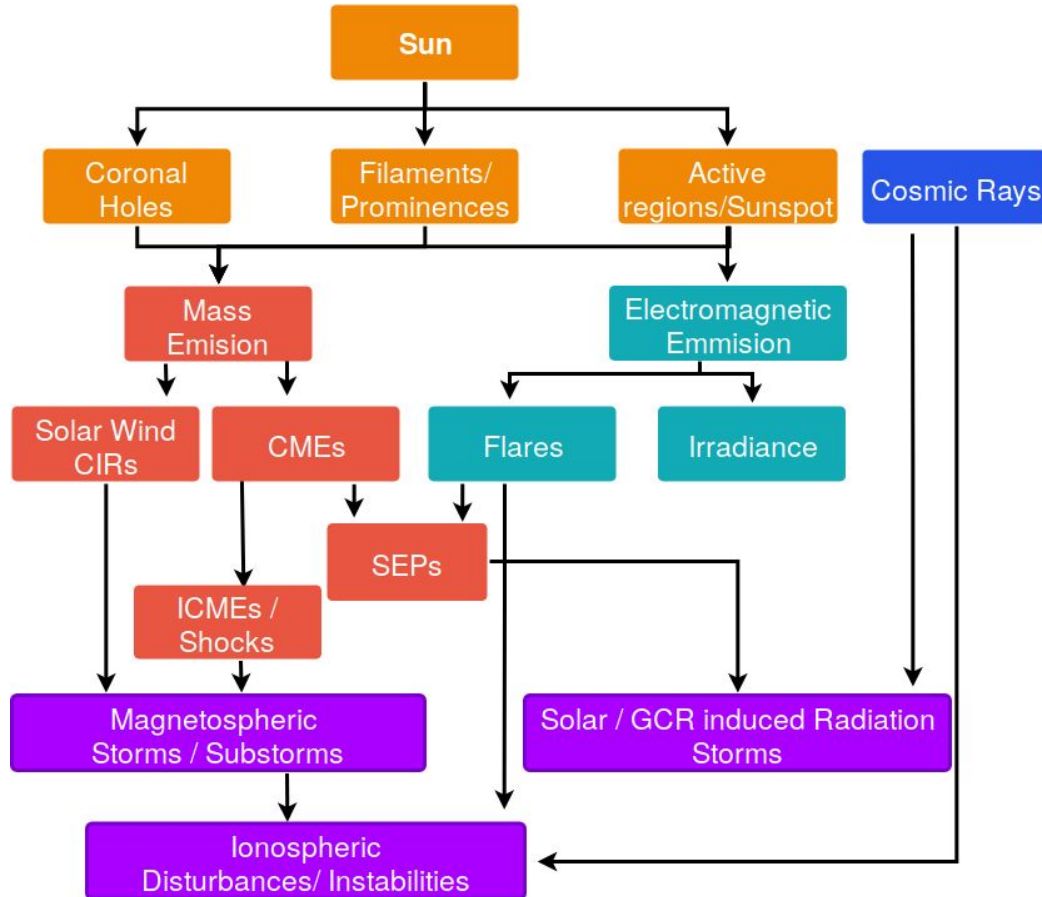 Sun
Coronal
Holes
Filaments/
Prominences
Active
regions/Sunspot
Cosmic Rays
Mass
Emision
Electromagnetic
Emmision
Solar Wind
CIRs
CMEs
Flares
Irradiance
SEPs
ICMEs /
Shocks
Magnetospheric
Storms / Substorms
Solar / GCR induced Radiation
Storms
Ionospheric
Disturbances/ Instabilities